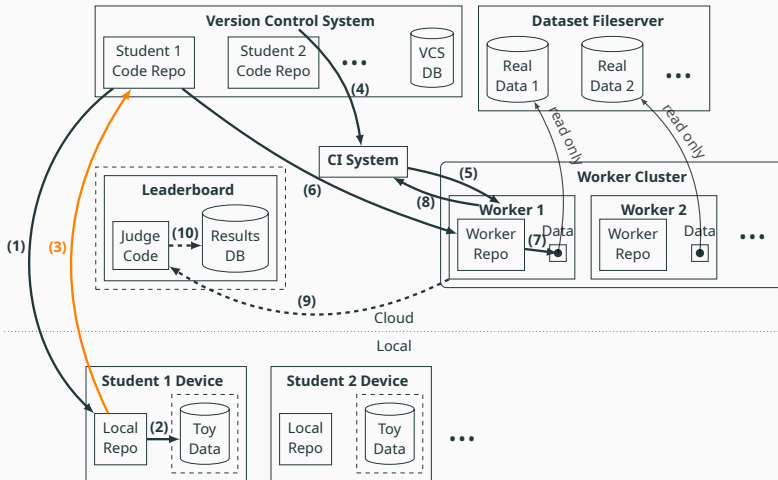 Version Control System
Student 1
Code Repo
Student 2
Code Repo
•••
VCS
DB
Dataset Fileserver
Real
Data 1
Real
Data 2
•••
(4)
read only
read only
CI System
(5)
(6)
(8)
Worker Cluster
Leaderboard
Judge
Code
(10)
Results
DB
Worker 1
Worker
Repo
(7)
Data
Worker 2
Worker
Repo
Data
•••
(1)
(3)
(9)
Cloud
Local
Student 1 Device
Local
Repo
(2)
Toy
Data
Student 2 Device
Local
Repo
Toy
Data
•••